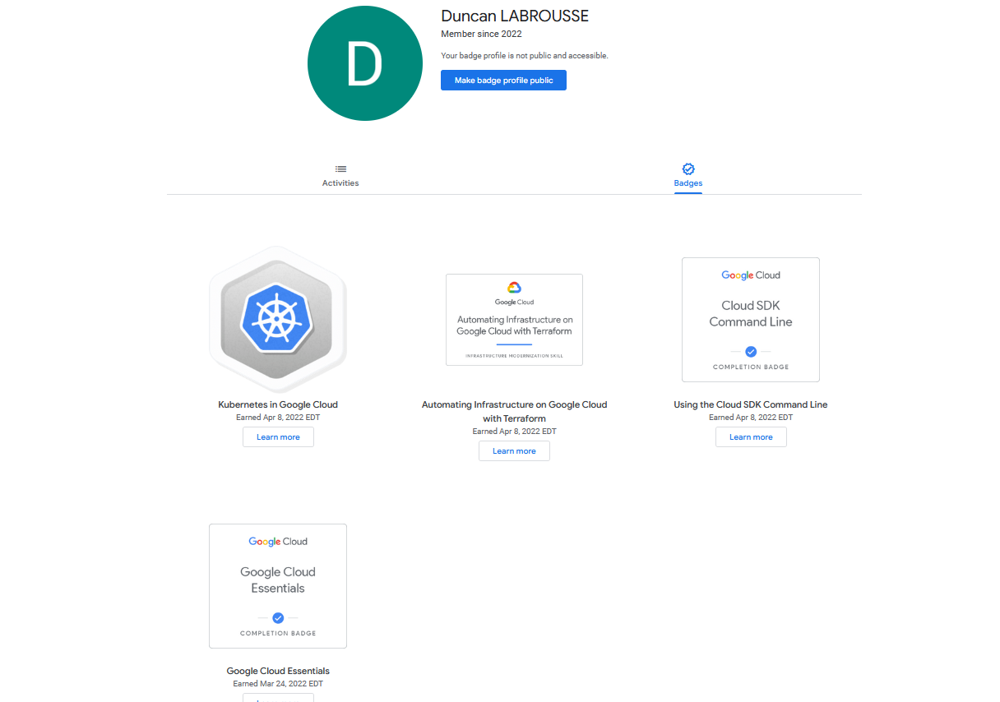 D
Duncan LABROUSSE
Member since 2022
Your badge profile is not public and accessible.
Make badge profile public
Activities
Badges
Kubernetes in Google Cloud
Earned Apr 8, 2022 EDT
Learn more
Google Cloud
Automating Infrastructure on
Google Cloud with Terraform
INFRASTRUCTURE MODERNIZATION SKILL
Automating Infrastructure on Google Cloud
with Terraform
Earned Apr 8, 2022 EDT
Learn more
Google Cloud
Cloud SDK
Command Line
COMPLETION BADGE
Using the Cloud SDK Command Line
Earned Apr 8, 2022 EDT
Learn more
Google Cloud
Google Cloud
Essentials
COMPLETION BADGE
Google Cloud Essentials
Earned Mar 24, 2022 EDT